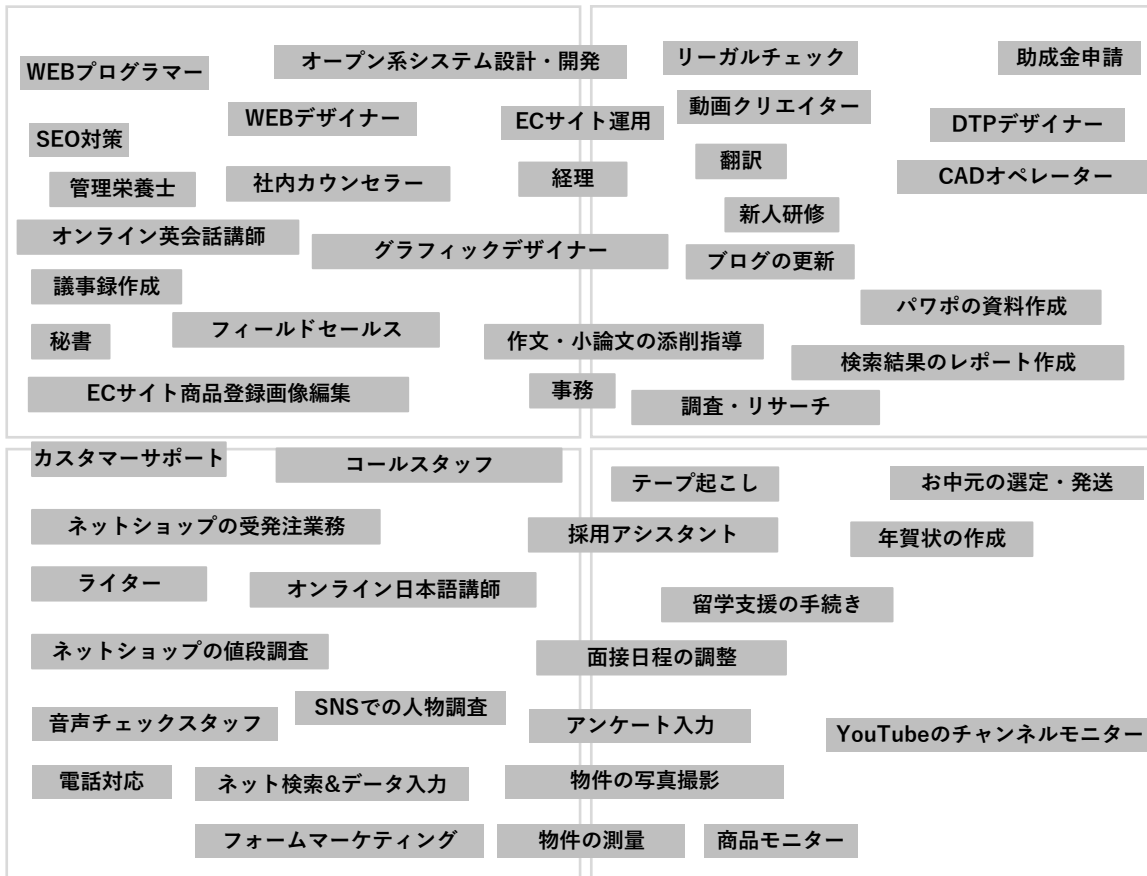 WEBプログラマー
オープン系システム設計・開発
リーガルチェック
助成金申請
SEO対策
WEBデザイナー
ECサイト運用
動画クリエイター
DTPデザイナー
管理栄養士
社内カウンセラー
経理
翻訳
CADオペレーター
新人研修
オンライン英会話講師
グラフィックデザイナー
ブログの更新
議事録作成
パワポの資料作成
秘書
フィールドセールス
作文・小論文の添削指導
検索結果のレポート作成
ECサイト商品登録画像編集
事務
調査・リサーチ
カスタマーサポート
コールスタッフ
テープ起こし
お中元の選定・発送
ネットショップの受発注業務
採用アシスタント
年賀状の作成
ライター
オンライン日本語講師
留学支援の手続き
ネットショップの値段調査
面接日程の調整
音声チェックスタッフ
SNSでの人物調査
アンケート入力
YouTubeのチャンネルモニター
電話対応
ネット検索&データ入力
物件の写真撮影
フォームマーケティング
物件の測量
商品モニター